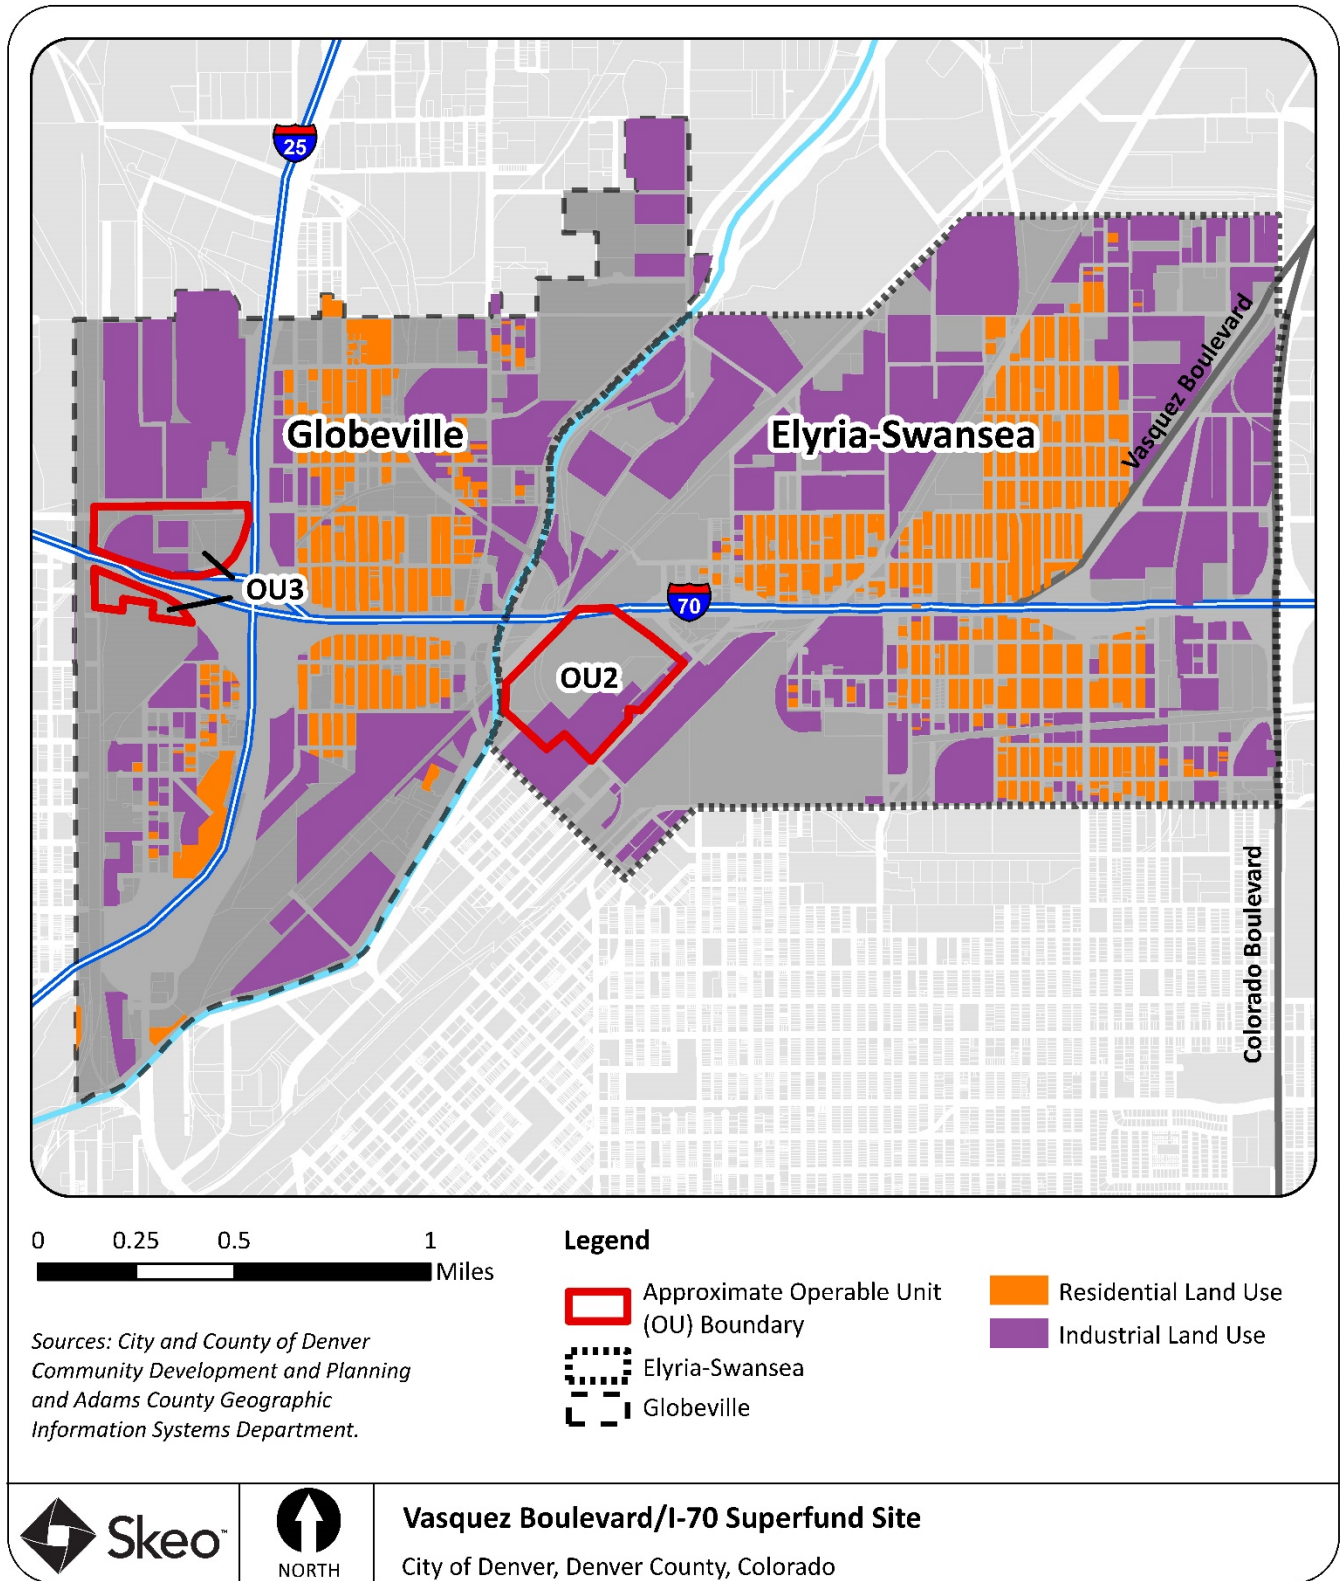 25
Globeville
Elyria-Swansea
Vasquez Boulevard
OU3
70
OU2
Colorado Boulevard
0 0.25 0.5 1
Miles
Sources: City and County of Denver
Community Development and Planning
and Adams County Geographic
Information Systems Department.
Legend
Approximate Operable Unit
(OU) Boundary
Elyria-Swansea
Globeville
Residential Land Use
Industrial Land Use
Skeo™
NORTH
Vasquez Boulevard/I-70 Superfund Site
City of Denver, Denver County, Colorado